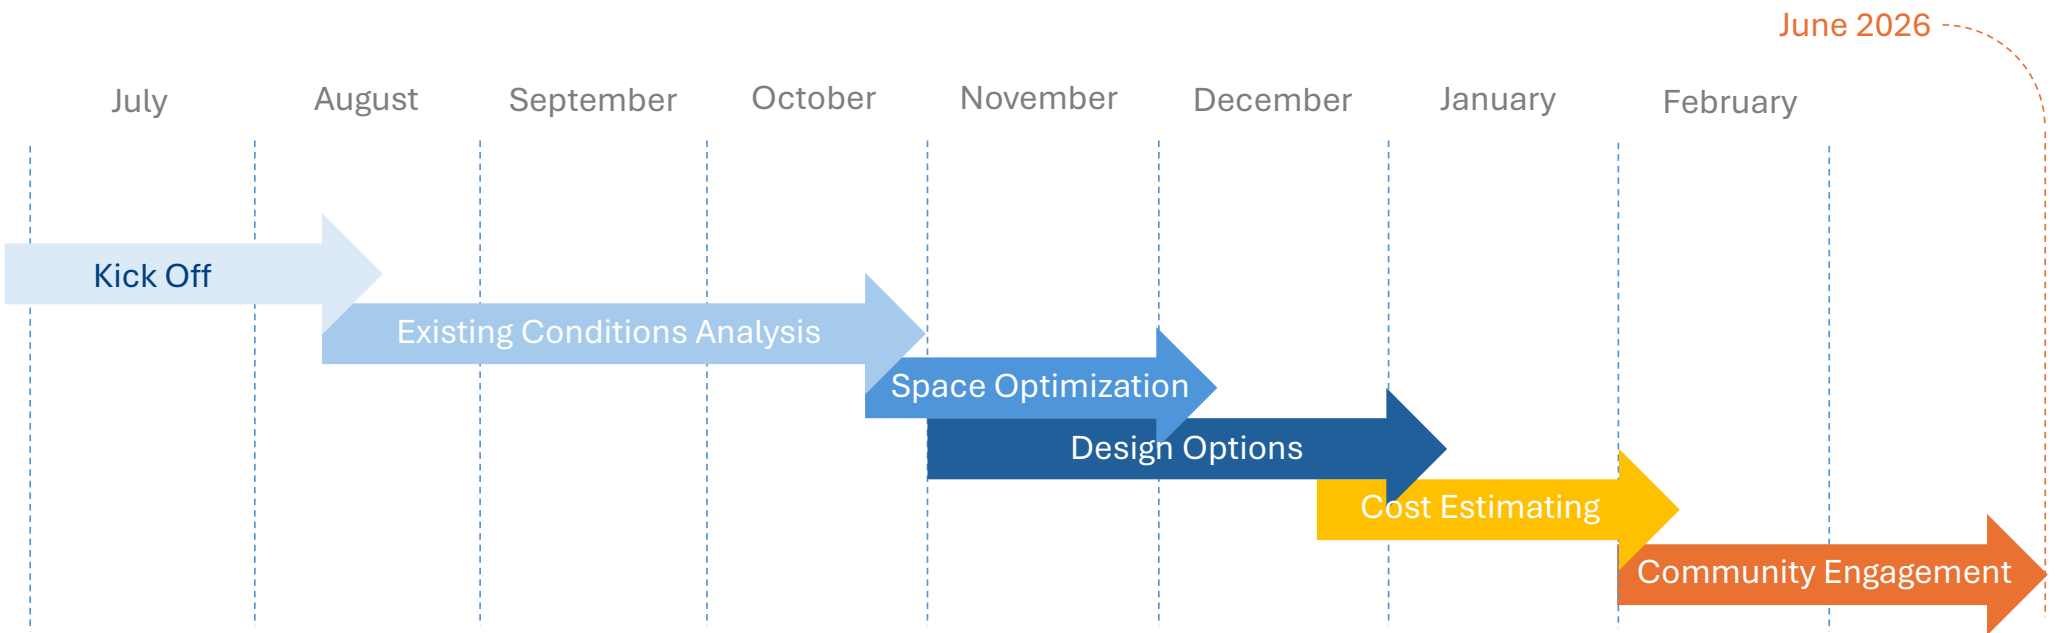 June 2026
July
August
September
October
November
December
January
February
Kick Off
Existing Conditions Analysis
Space Optimization
Design Options
Cost Estimating
Community Engagement